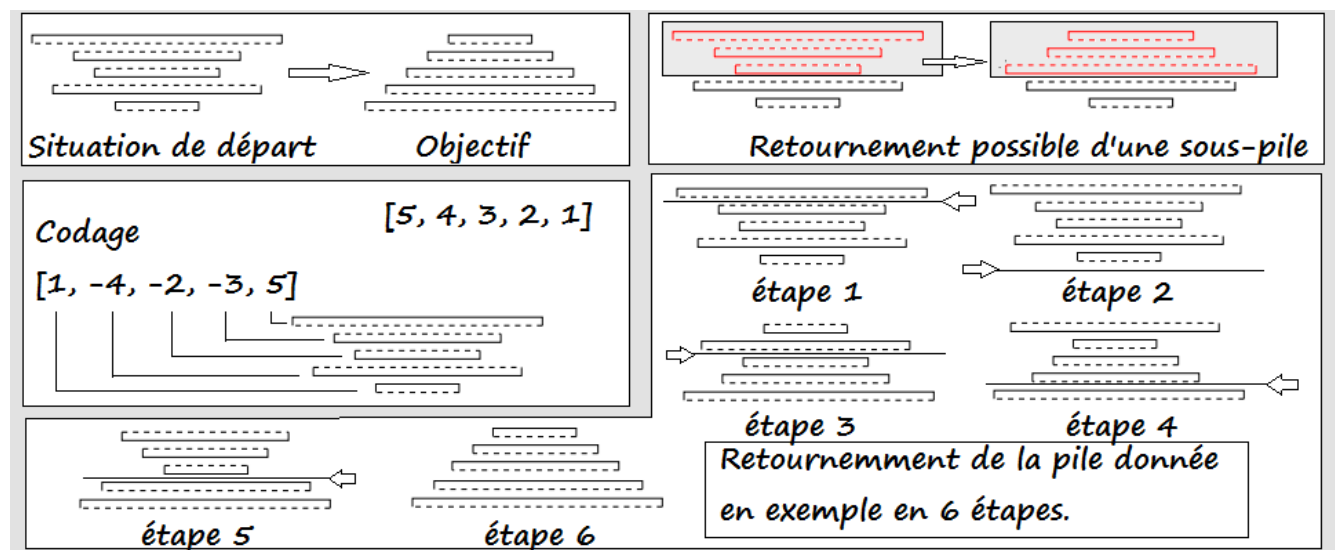 Situation de départ
Objectif
Retournement possible d'une sous-pile
Codage
[5, 4, 3, 2, 1]
[1, -4, -2, -3, 5]
étape 1
étape 2
étape 3
étape 4
étape 5
étape 6
Retournemment de la pile donnée
en exemple en 6 étapes.